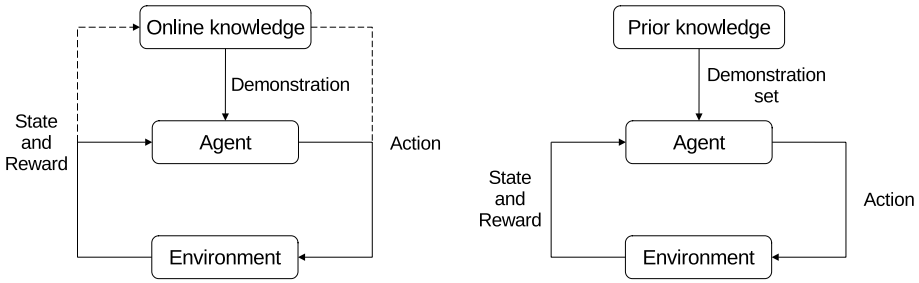 Online knowledge
Demonstration
State
and
Reward
Agent
Action
Environment
Prior knowledge
Demonstration
set
Agent
State
and
Reward
Action
Environment